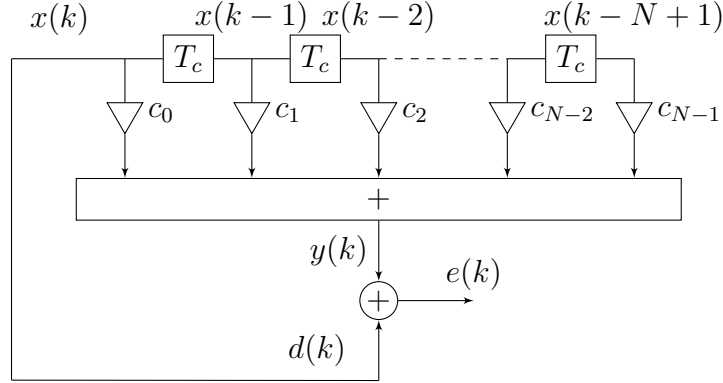 x(k) x(k − 1) x(k − 2) x(k − N + 1)
T_c T_c T_c
c_0 c_1 c_2 c_{N−2} c_{N−1}
+
y(k)
e(k)
+
d(k)